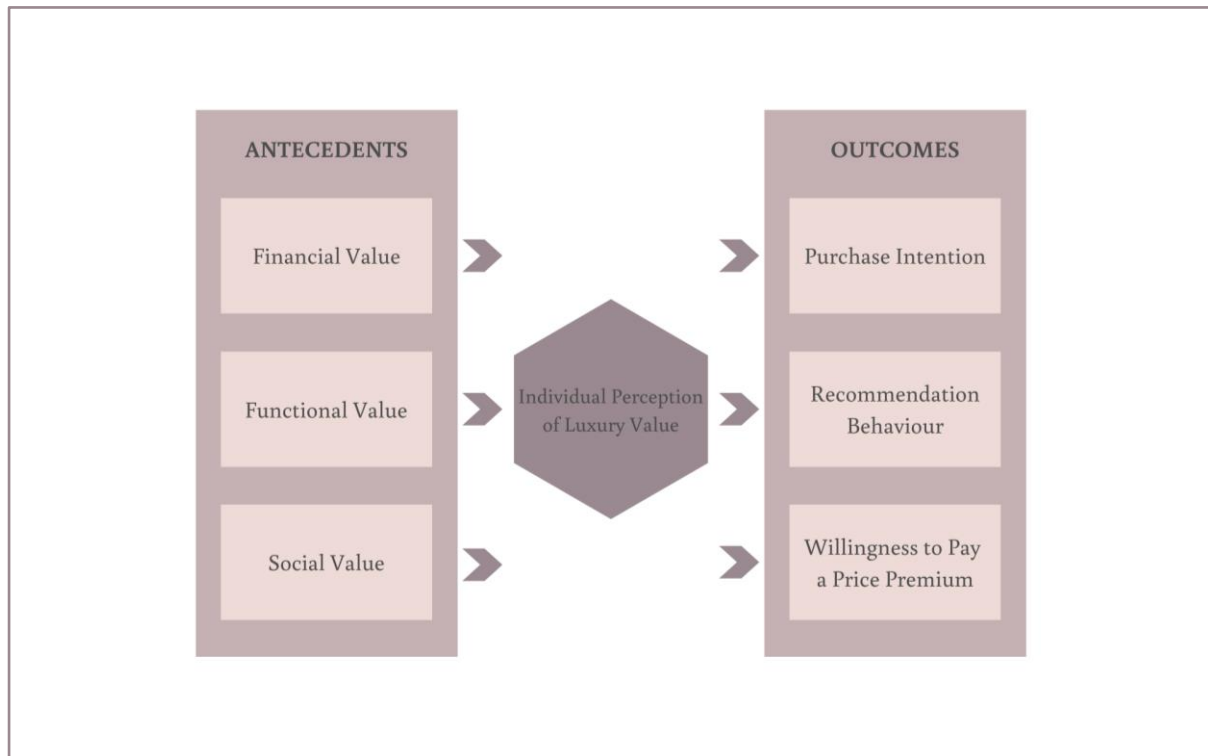 ANTECEDENTS
Financial Value
Functional Value
Social Value
Individual Perception
of Luxury Value
OUTCOMES
Purchase Intention
Recommendation
Behaviour
Willingness to Pay
a Price Premium